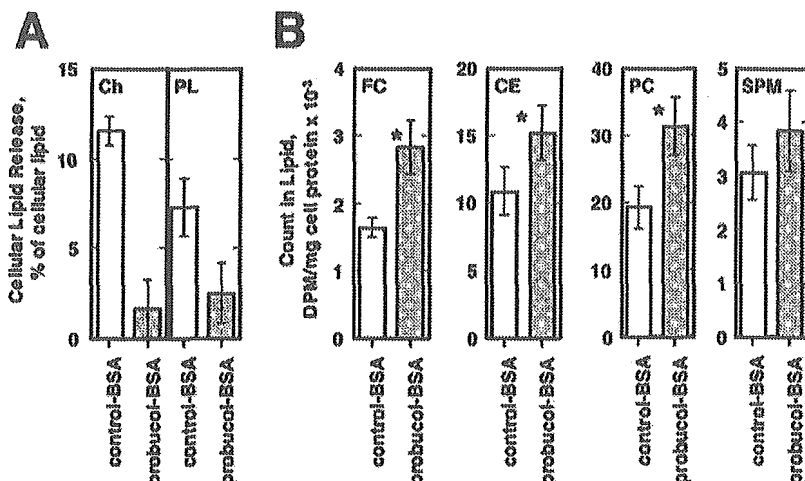 A
B
Cellular Lipid Release,
% of cellular lipid
15
10
5
0
Ch
PL
control-BSA
probucol-BSA
control-BSA
probucol-BSA
Count in Lipid,
DPM/mg cell protein x 10-3
4
3
2
1
0
FC
*
control-BSA
probucol-BSA
20
15
10
5
0
CE
*
control-BSA
probucol-BSA
40
30
20
10
0
PC
*
control-BSA
probucol-BSA
5
4
3
2
1
0
SPM
control-BSA
probucol-BSA